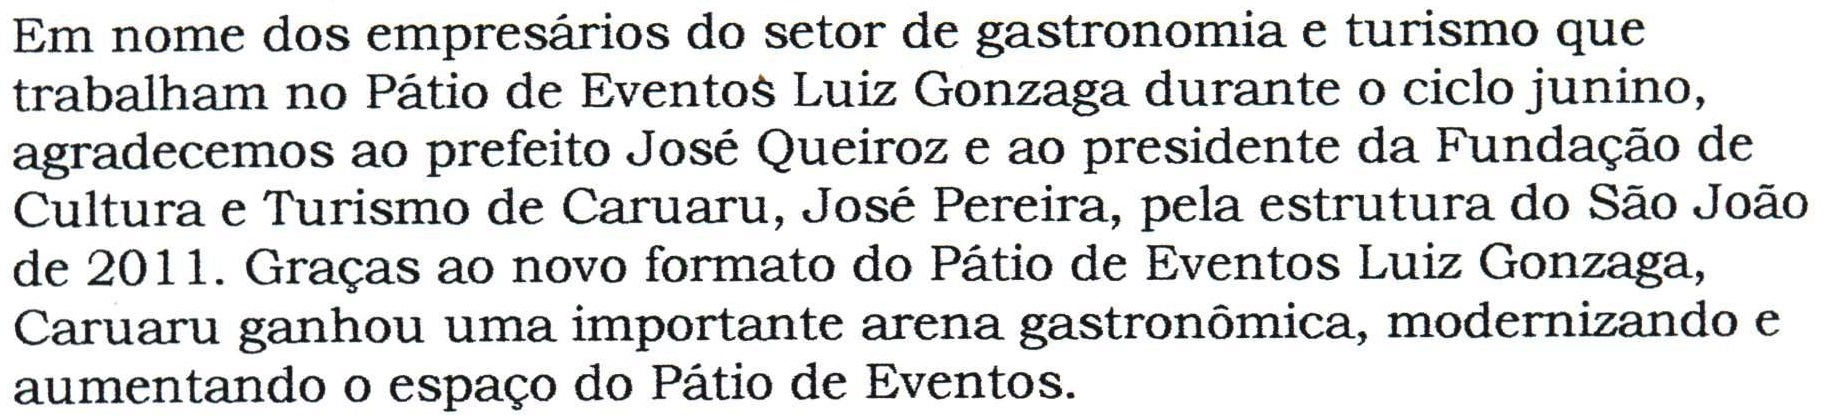 Em nome dos empresários do setor de gastronomia e turismo que
trabalham no Pátio de Eventos Luiz Gonzaga durante o ciclo junino,
agradecemos ao prefeito José Queiroz e ao presidente da Fundação de
Cultura e Turismo de Caruaru, José Pereira, pela estrutura do São João
de 2011. Graças ao novo formato do Pátio de Eventos Luiz Gonzaga,
Caruaru ganhou uma importante arena gastronômica, modernizando e
aumentando o espaço do Pátio de Eventos.